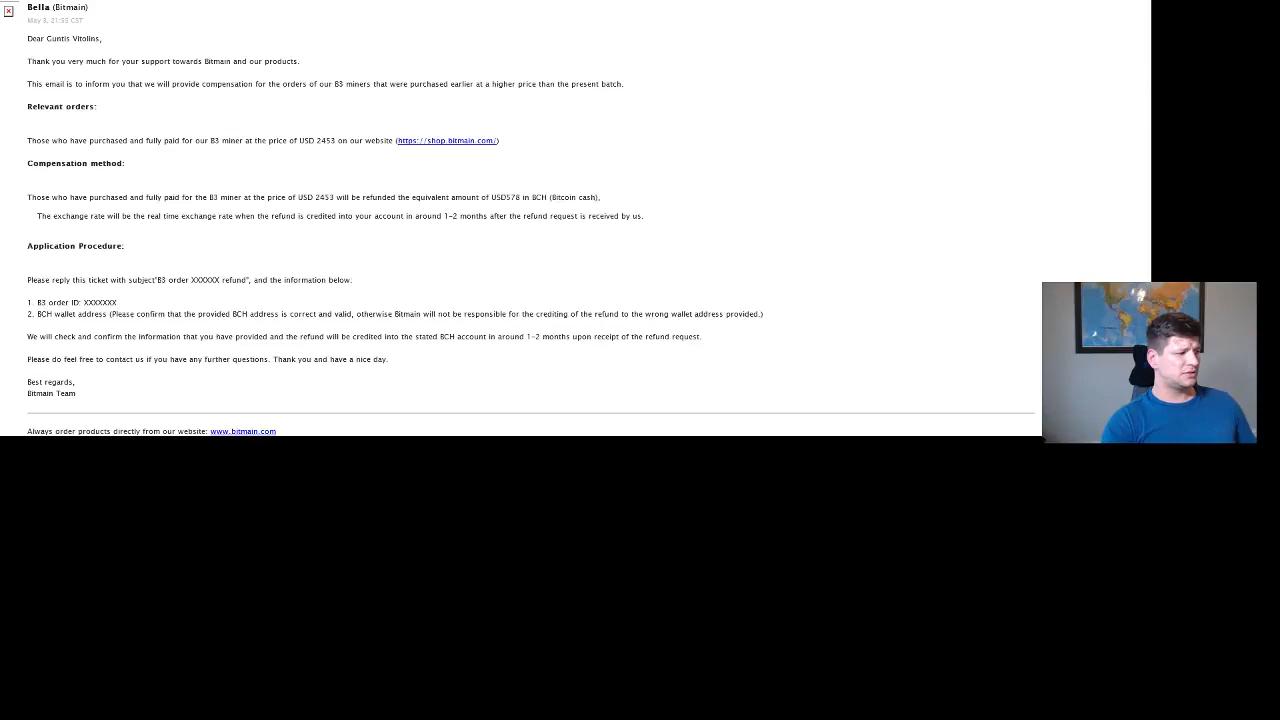 Bella (Bitmain)
May 3, 21:55 CST
Dear Guntis Vitolins,
Thank you very much for your support towards Bitmain and our products.
This email is to inform you that we will provide compensation for the orders of our B3 miners that were purchased earlier at a higher price than the present batch.
Relevant orders:
Those who have purchased and fully paid for our B3 miner at the price of USD 2453 on our website (https://shop.bitmain.com/)
Compensation method:
Those who have purchased and fully paid for the B3 miner at the price of USD 2453 will be refunded the equivalent amount of USD578 in BCH (Bitcoin cash),
The exchange rate will be the real time exchange rate when the refund is credited into your account in around 1-2 months after the refund request is received by us.
Application Procedure:
Please reply this ticket with subject"B3 order XXXXXX refund", and the information below:
1. B3 order ID: XXXXXXX
2. BCH wallet address (Please confirm that the provided BCH address is correct and valid, otherwise Bitmain will not be responsible for the crediting of the refund to the wrong wallet address provided.)
We will check and confirm the information that you have provided and the refund will be credited into the stated BCH account in around 1-2 months upon receipt of the refund request.
Please do feel free to contact us if you have any further questions. Thank you and have a nice day.
Best regards,
Bitmain Team
Always order products directly from our website: www.bitmain.com